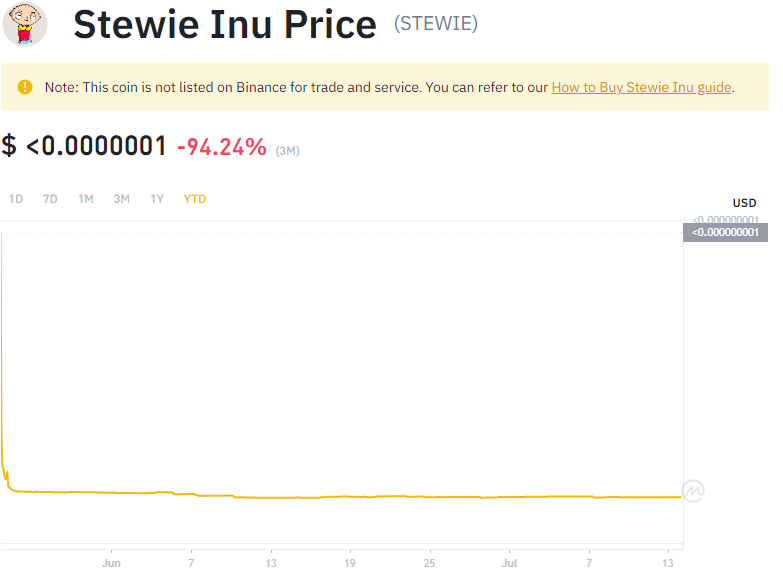 Stewie Inu Price (STEWIE)
Note: This coin is not listed on Binance for trade and service. You can refer to our How to Buy Stewie Inu guide.
$ <0.0000001 -94.24% (3M)
1D 7D 1M 3M 1Y YTD
USD
<0.000000001
<0.000000001
Jun 7 13 19 25 Jul 7 13